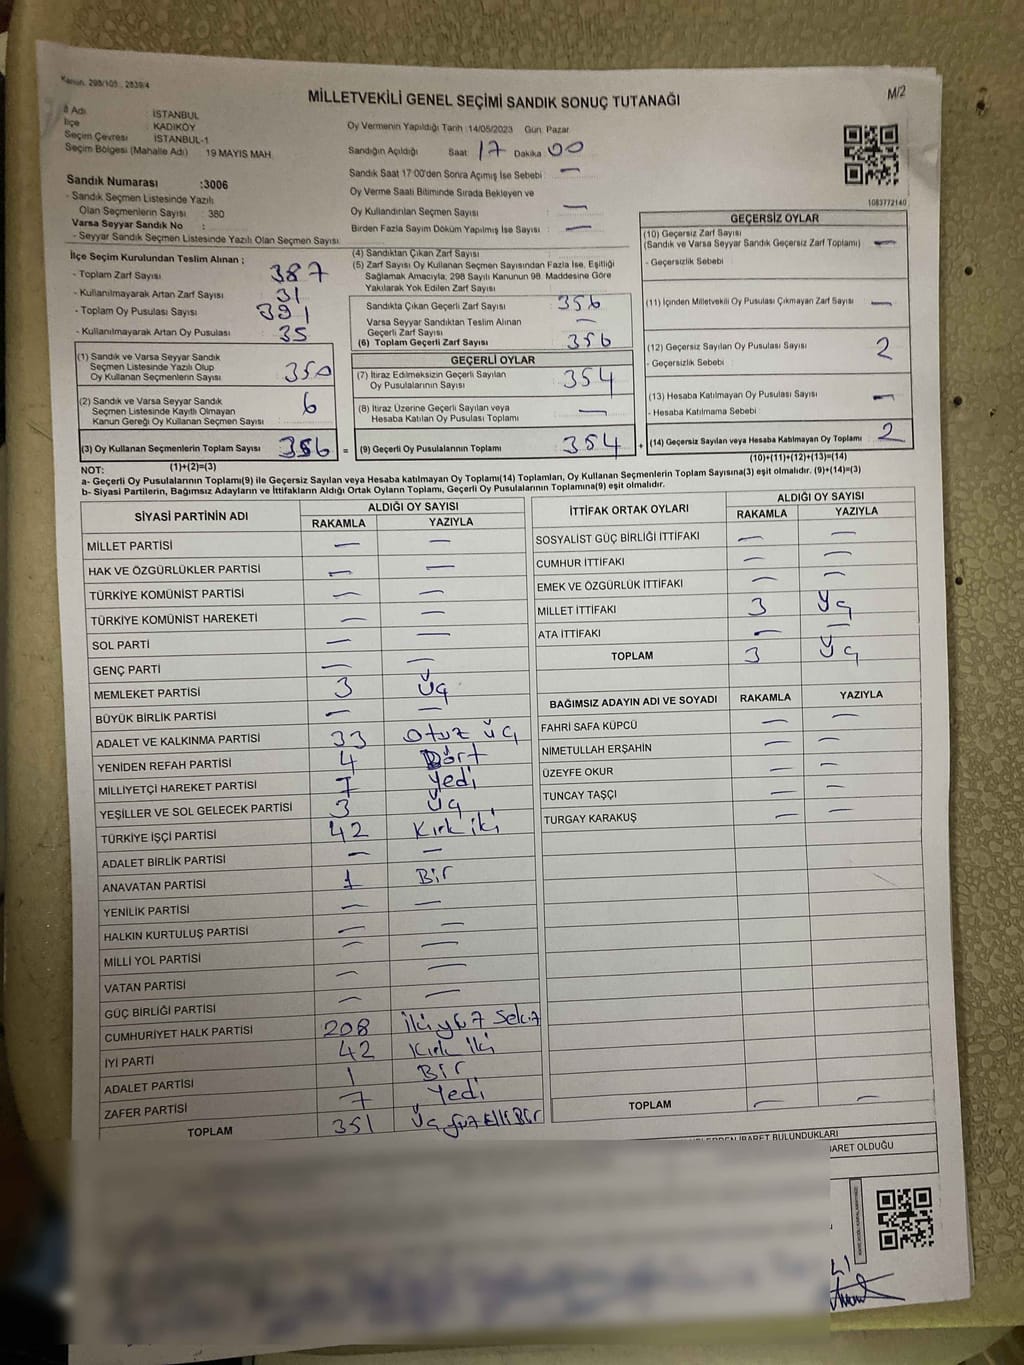 Kanun: 298/105 , 2839/4
MİLLETVEKİLİ GENEL SEÇİMİ SANDIK SONUÇ TUTANAĞI
M/2
İl Adı İSTANBUL
İlçe KADIKÖY
Seçim Çevresi İSTANBUL-1
Seçim Bölgesi (Mahalle Adı) : 19 MAYIS MAH.
Oy Vermenin Yapıldığı Tarih :14/05/2023 Gün: Pazar
Sandığın Açıldığı Saat 17 Dakika 00
Sandık Saat 17:00'den Sonra Açılmış İse Sebebi : —
Oy Verme Saati Bitiminde Sırada Bekleyen ve
Oy Kullandırılan Seçmen Sayısı —
Birden Fazla Sayım Döküm Yapılmış İse Sayısı : —
1083772140
Sandık Numarası :3006
- Sandık Seçmen Listesinde Yazılı
Olan Seçmenlerin Sayısı : 380
Varsa Seyyar Sandık No :
- Seyyar Sandık Seçmen Listesinde Yazılı Olan Seçmen Sayısı:
İlçe Seçim Kurulundan Teslim Alınan ;
- Toplam Zarf Sayısı 387
- Kullanılmayarak Artan Zarf Sayısı 31
- Toplam Oy Pusulası Sayısı 391
- Kullanılmayarak Artan Oy Pusulası 35
(1) Sandık ve Varsa Seyyar Sandık
Seçmen Listesinde Yazılı Olup
Oy Kullanan Seçmenlerin Sayısı 350
(2) Sandık ve Varsa Seyyar Sandık
Seçmen Listesinde Kayıtlı Olmayan
Kanun Gereği Oy Kullanan Seçmen Sayısı 6
(3) Oy Kullanan Seçmenlerin Toplam Sayısı 356 =
(1)+(2)=(3)
(4) Sandıktan Çıkan Zarf Sayısı
(5) Zarf Sayısı Oy Kullanan Seçmen Sayısından Fazla İse, Eşitliği
Sağlamak Amacıyla, 298 Sayılı Kanunun 98. Maddesine Göre
Yakılarak Yok Edilen Zarf Sayısı
Sandıkta Çıkan Geçerli Zarf Sayısı 356
Varsa Seyyar Sandıktan Teslim Alınan
Geçerli Zarf Sayısı —
(6) Toplam Geçerli Zarf Sayısı 356
GEÇERLİ OYLAR
(7) İtiraz Edilmeksizin Geçerli Sayılan
Oy Pusulalarının Sayısı 354
(8) İtiraz Üzerine Geçerli Sayılan veya
Hesaba Katılan Oy Pusulası Toplamı —
(9) Geçerli Oy Pusulalarının Toplamı 354 +
GEÇERSİZ OYLAR
(10) Geçersiz Zarf Sayısı
(Sandık ve Varsa Seyyar Sandık Geçersiz Zarf Toplamı) —
- Geçersizlik Sebebi :
(11) İçinden Milletvekili Oy Pusulası Çıkmayan Zarf Sayısı —
(12) Geçersiz Sayılan Oy Pusulası Sayısı 2
- Geçersizlik Sebebi :
(13) Hesaba Katılmayan Oy Pusulası Sayısı —
- Hesaba Katılmama Sebebi :
(14) Geçersiz Sayılan veya Hesaba Katılmayan Oy Toplamı 2
(10)+(11)+(12)+(13)=(14)
NOT:
a- Geçerli Oy Pusulalarının Toplamı(9) ile Geçersiz Sayılan veya Hesaba katılmayan Oy Toplamı(14) Toplamları, Oy Kullanan Seçmenlerin Toplam Sayısına(3) eşit olmalıdır. (9)+(14)=(3)
b- Siyasi Partilerin, Bağımsız Adayların ve İttifakların Aldığı Ortak Oyların Toplamı, Geçerli Oy Pusulalarının Toplamına(9) eşit olmalıdır.
SİYASİ PARTİNİN ADI ALDIĞI OY SAYISI
RAKAMLA YAZIYLA
MİLLET PARTİSİ — —
HAK VE ÖZGÜRLÜKLER PARTİSİ — —
TÜRKİYE KOMÜNİST PARTİSİ — —
TÜRKİYE KOMÜNİST HAREKETİ — —
SOL PARTİ — —
GENÇ PARTİ — —
MEMLEKET PARTİSİ 3 Üç
BÜYÜK BİRLİK PARTİSİ — —
ADALET VE KALKINMA PARTİSİ 33 Otuz üç
YENİDEN REFAH PARTİSİ 4 Dört
MİLLİYETÇİ HAREKET PARTİSİ 7 Yedi
YEŞİLLER VE SOL GELECEK PARTİSİ 3 Üç
TÜRKİYE İŞÇİ PARTİSİ 42 Kırk iki
ADALET BİRLİK PARTİSİ — —
ANAVATAN PARTİSİ 1 Bir
YENİLİK PARTİSİ — —
HALKIN KURTULUŞ PARTİSİ — —
MİLLİ YOL PARTİSİ — —
VATAN PARTİSİ — —
GÜÇ BİRLİĞİ PARTİSİ — —
CUMHURİYET HALK PARTİSİ 208 İkiyüz Sekiz
İYİ PARTİ 42 Kırk iki
ADALET PARTİSİ 1 Bir
ZAFER PARTİSİ 7 Yedi
TOPLAM 351 Üç yüz Elli Bir
İTTİFAK ORTAK OYLARI ALDIĞI OY SAYISI
RAKAMLA YAZIYLA
SOSYALİST GÜÇ BİRLİĞİ İTTİFAKI — —
CUMHUR İTTİFAKI — —
EMEK VE ÖZGÜRLÜK İTTİFAKI — —
MİLLET İTTİFAKI 3 Üç
ATA İTTİFAKI — —
TOPLAM 3 Üç
BAĞIMSIZ ADAYIN ADI VE SOYADI RAKAMLA YAZIYLA
FAHRİ SAFA KÜPCÜ — —
NİMETULLAH ERŞAHİN — —
ÜZEYFE OKUR — —
TUNCAY TAŞÇI — —
TURGAY KARAKUŞ — —
TOPLAM — —
İBARET BULUNDUKLARI
İBARET OLDUĞU